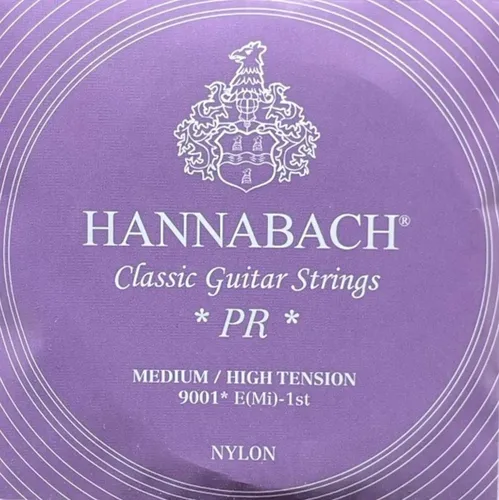 HANNABACH®
Classic Guitar Strings
* PR *
MEDIUM / HIGH TENSION
9001* E(Mi)-1st
NYLON